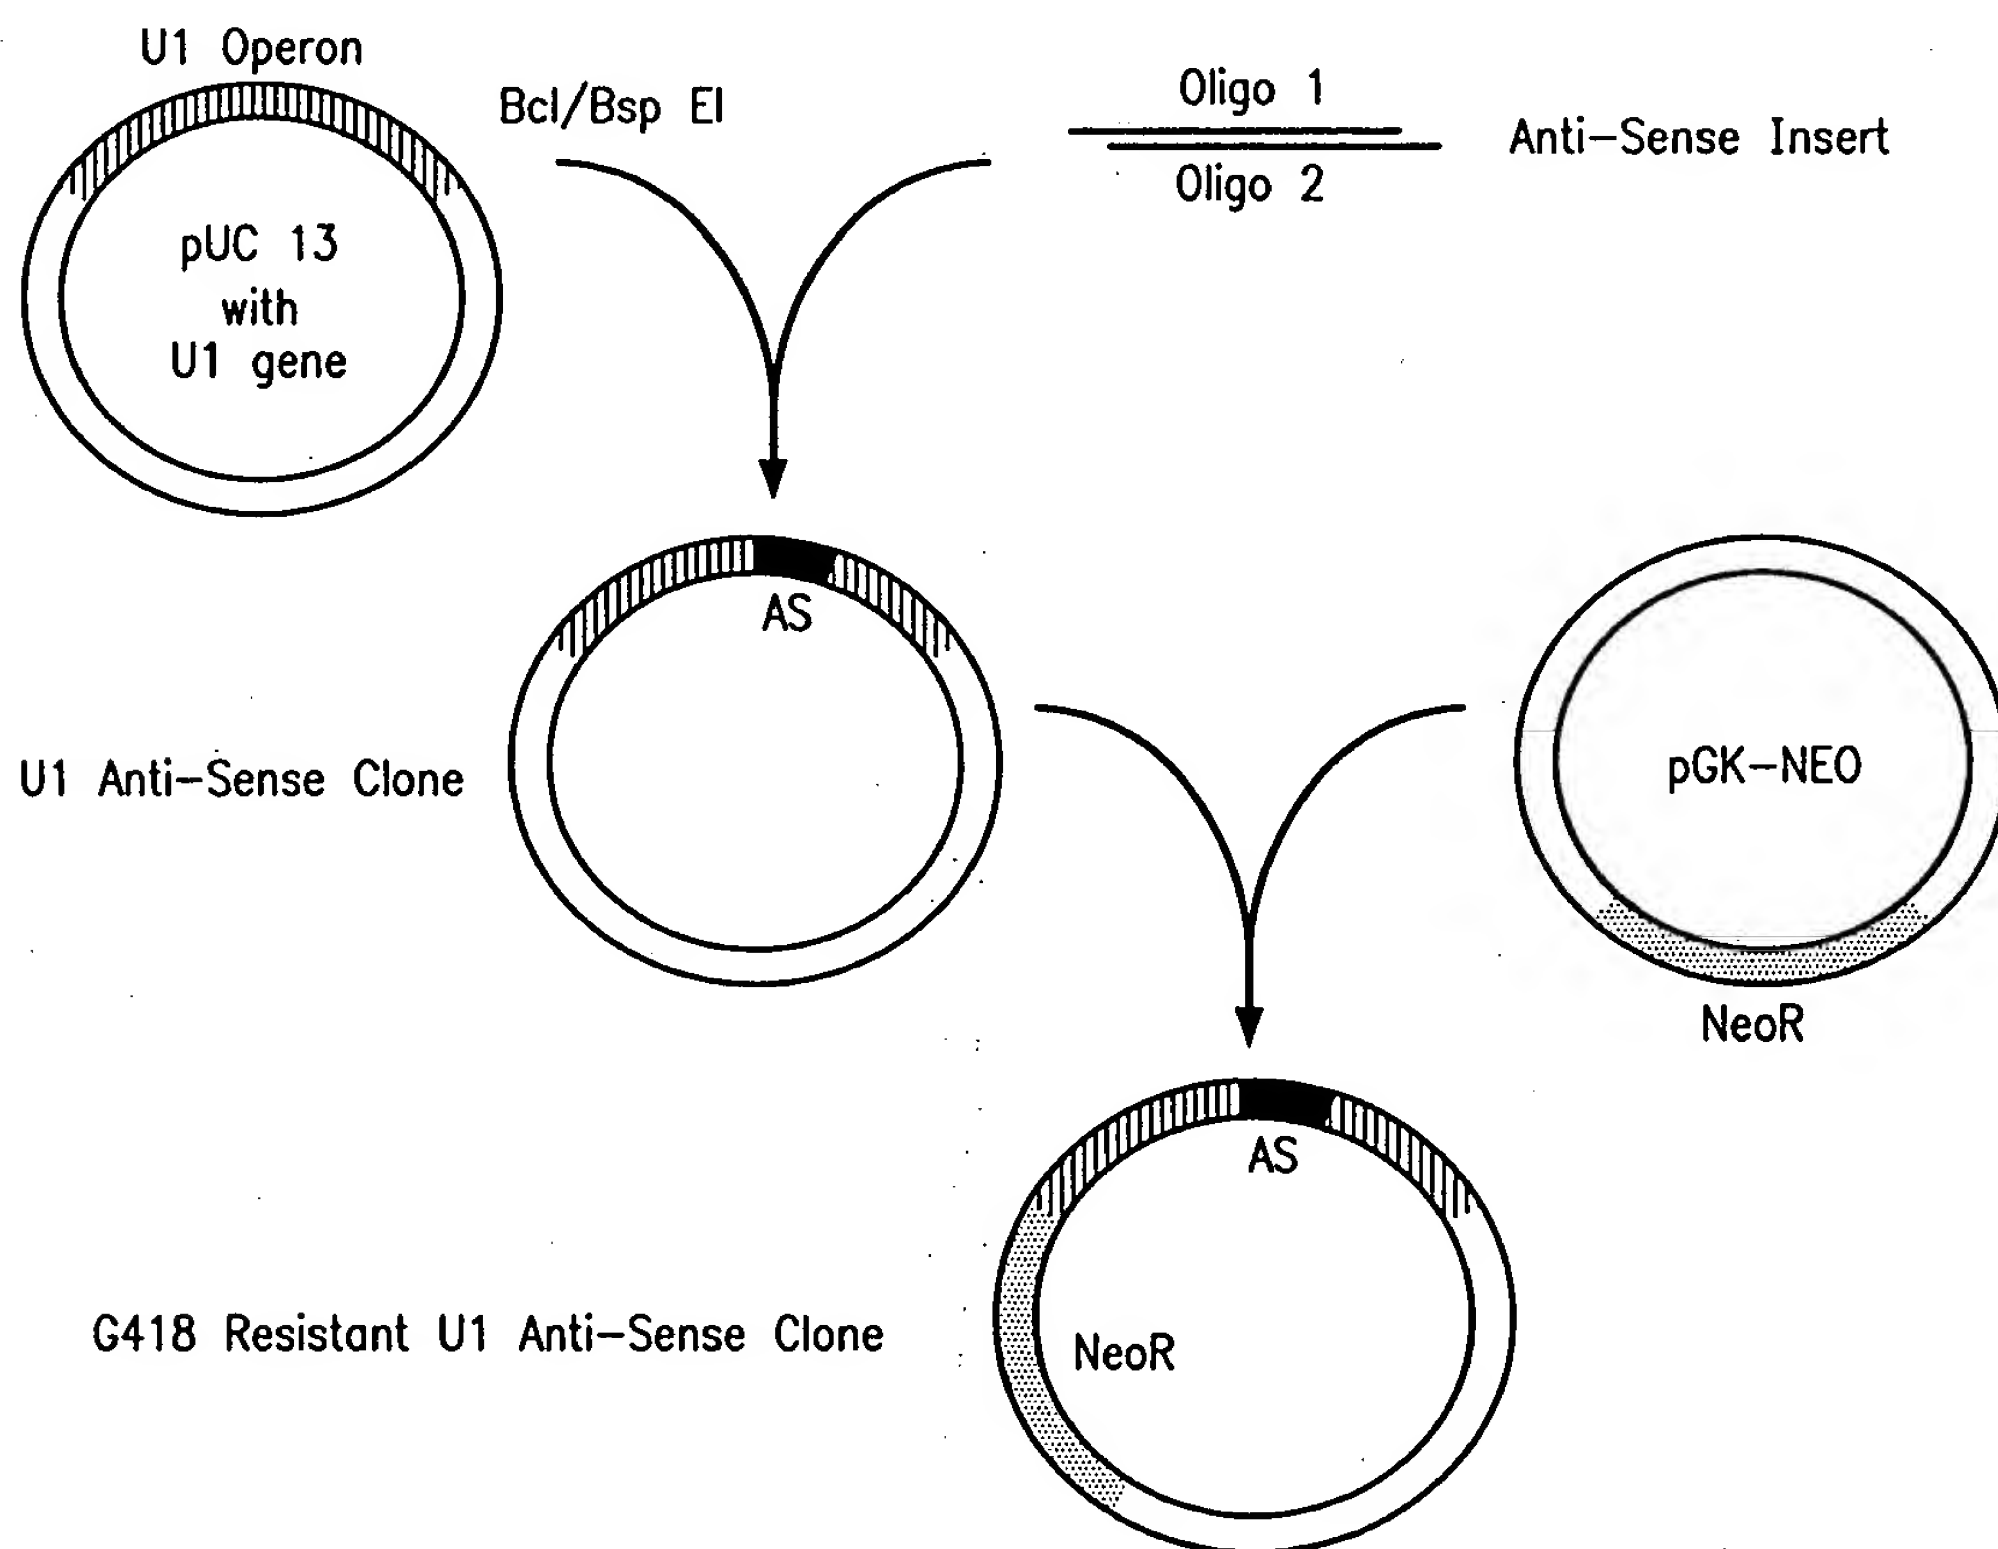 U1 Operon
Bcl/Bsp EI
Oligo 1
Anti-Sense Insert
Oligo 2
pUC 13
with
U1 gene
AS
U1 Anti-Sense Clone
pGK-NEO
NeoR
AS
G418 Resistant U1 Anti-Sense Clone
NeoR